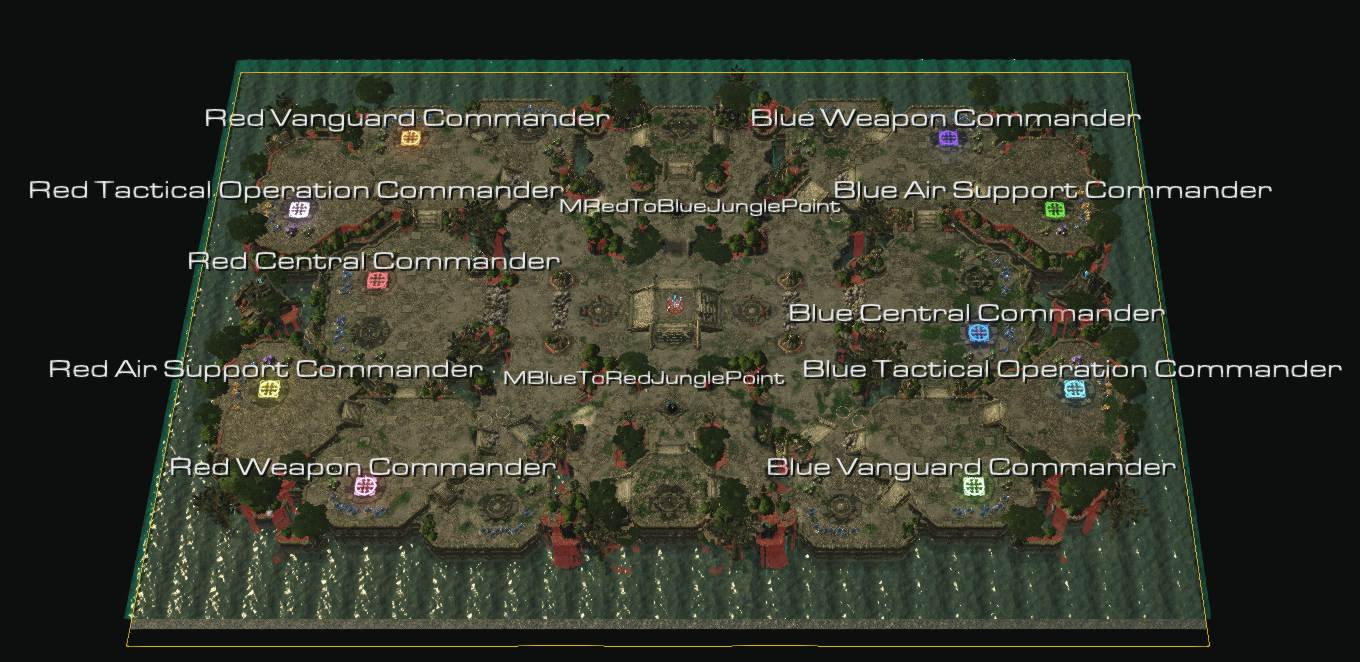 Red Vanguard Commander
Blue Weapon Commander
Red Tactical Operation Commander
Blue Air Support Commander
MRedToBlueJunglePoint
Red Central Commander
Blue Central Commander
Red Air Support Commander
MBlueToRedJunglePoint
Blue Tactical Operation Commander
Red Weapon Commander
Blue Vanguard Commander